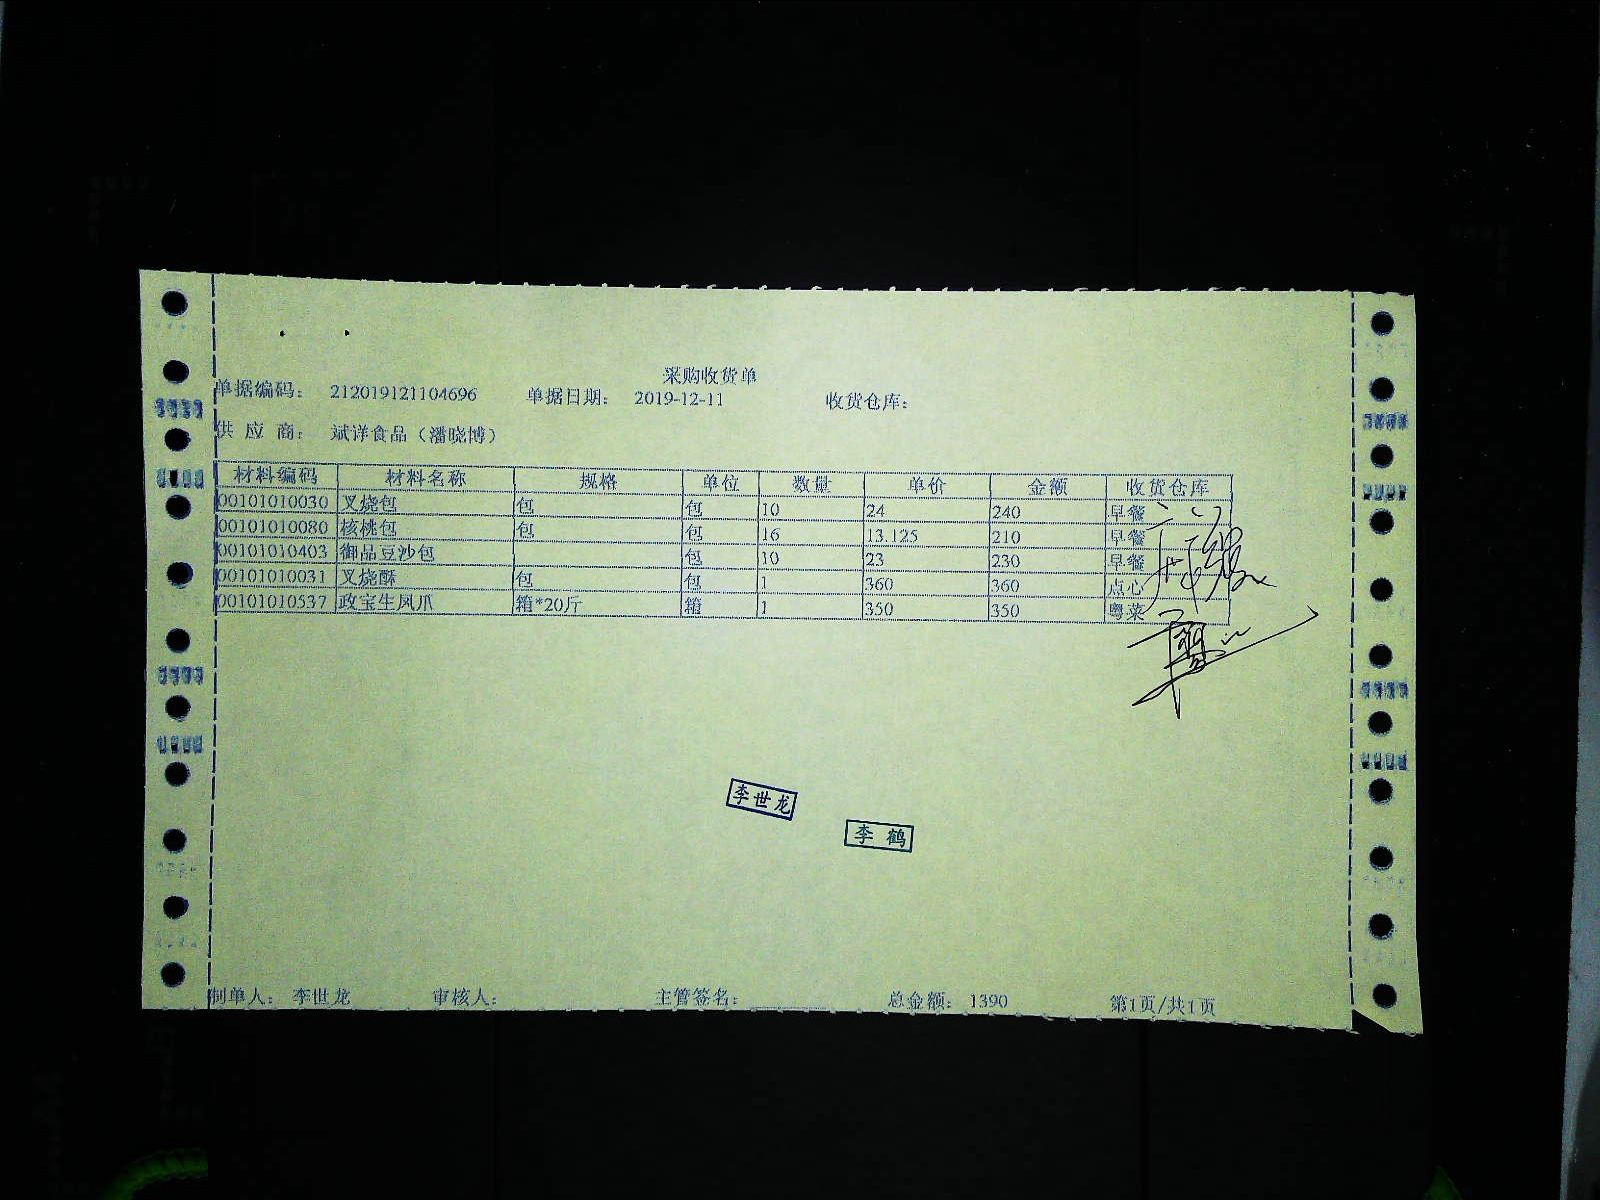 采购收货单
单据编码： 212019121104696 单据日期： 2019-12-11 收货仓库：
供 应 商： 斌洋食品（潘晓博）
材料编码 材料名称 规格 单位 数量 单价 金额 收货仓库
00101010030 叉烧包 包 包 10 24 240 早餐
00101010080 核桃包 包 包 16 13.125 210 早餐
00101010403 御品豆沙包 包 10 23 230 早餐
00101010031 叉烧酥 包 包 1 360 360 点心
00101010537 政宝生凤爪 箱*20斤 箱 1 350 350 粤菜
李世龙
李 鹤
制单人： 李世龙 审核人： 主管签名： 总金额： 1390 第1页/共1页